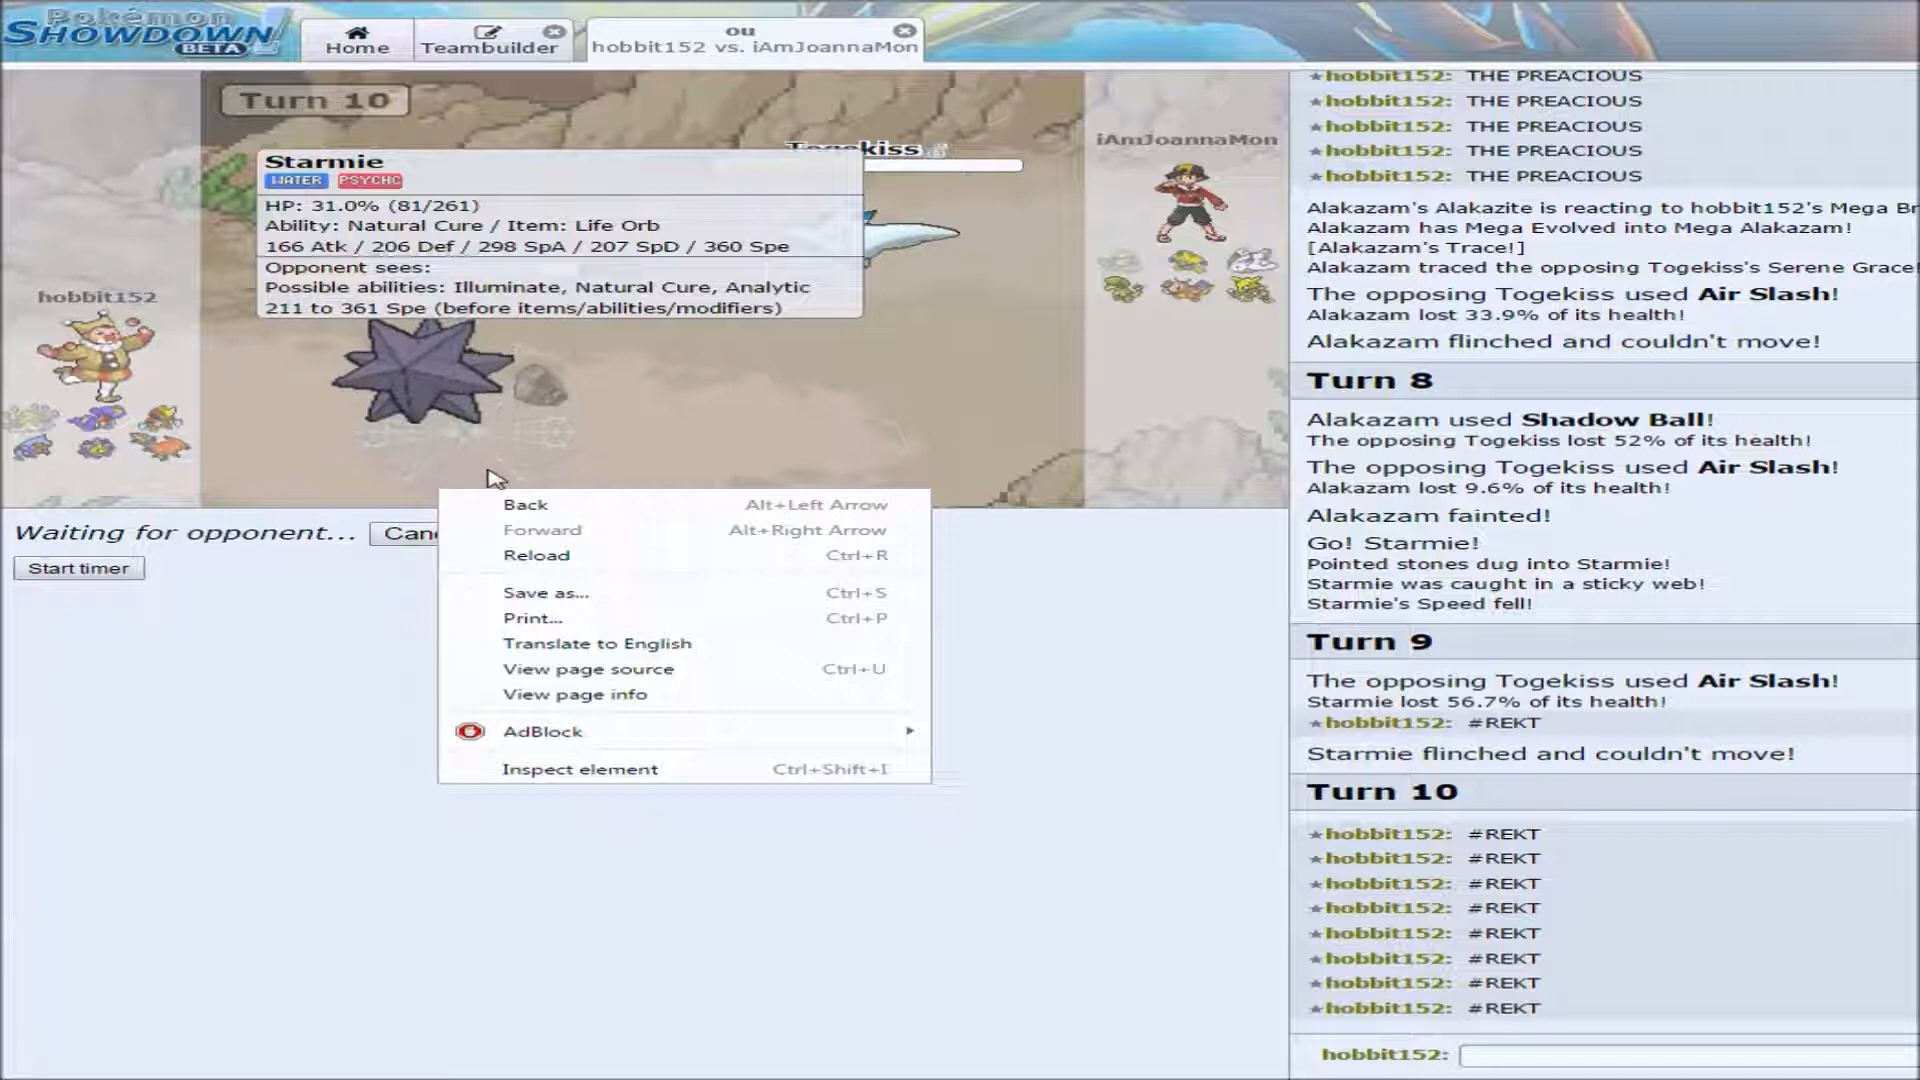 Pokémon
SHOWDOWN!
BETA
Home
Teambuilder
ou
hobbit152 vs. iAmJoannaMon
Turn 10
Togekiss
Starmie
WATER PSYCHC
HP: 31.0% (81/261)
Ability: Natural Cure / Item: Life Orb
166 Atk / 206 Def / 298 SpA / 207 SpD / 360 Spe
Opponent sees:
Possible abilities: Illuminate, Natural Cure, Analytic
211 to 361 Spe (before items/abilities/modifiers)
hobbit152
iAmJoannaMon
Waiting for opponent... Canc
Start timer
Back Alt+Left Arrow
Forward Alt+Right Arrow
Reload Ctrl+R
Save as... Ctrl+S
Print... Ctrl+P
Translate to English
View page source Ctrl+U
View page info
AdBlock
Inspect element Ctrl+Shift+I
★hobbit152: THE PREACIOUS
★hobbit152: THE PREACIOUS
★hobbit152: THE PREACIOUS
★hobbit152: THE PREACIOUS
★hobbit152: THE PREACIOUS
Alakazam's Alakazite is reacting to hobbit152's Mega Br
Alakazam has Mega Evolved into Mega Alakazam!
[Alakazam's Trace!]
Alakazam traced the opposing Togekiss's Serene Grace!
The opposing Togekiss used Air Slash!
Alakazam lost 33.9% of its health!
Alakazam flinched and couldn't move!
Turn 8
Alakazam used Shadow Ball!
The opposing Togekiss lost 52% of its health!
The opposing Togekiss used Air Slash!
Alakazam lost 9.6% of its health!
Alakazam fainted!
Go! Starmie!
Pointed stones dug into Starmie!
Starmie was caught in a sticky web!
Starmie's Speed fell!
Turn 9
The opposing Togekiss used Air Slash!
Starmie lost 56.7% of its health!
★hobbit152: #REKT
Starmie flinched and couldn't move!
Turn 10
★hobbit152: #REKT
★hobbit152: #REKT
★hobbit152: #REKT
★hobbit152: #REKT
★hobbit152: #REKT
★hobbit152: #REKT
★hobbit152: #REKT
★hobbit152: #REKT
hobbit152: